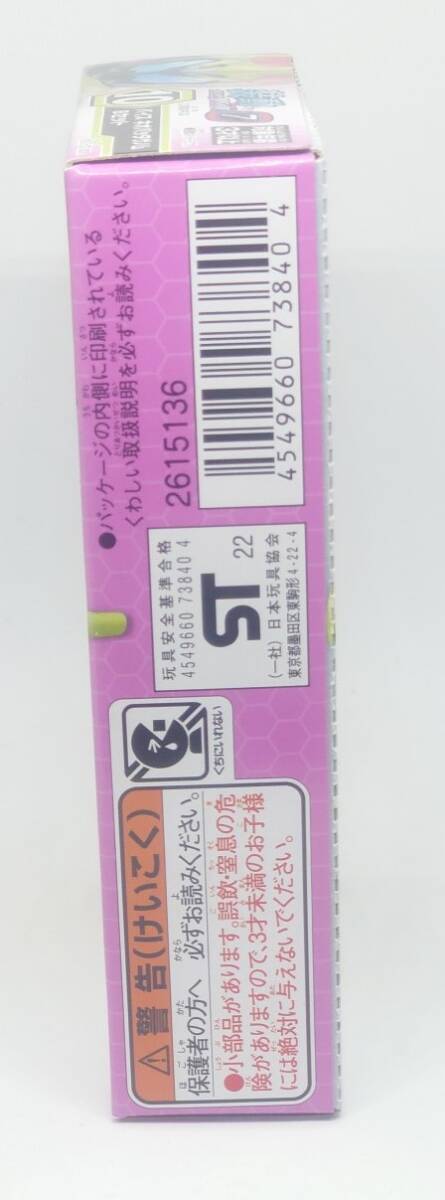 ●パッケージの内側に印刷されている
くわしい取扱説明を必ずお読みください。
2615136
4549660 73840 4
玩具安全基準合格
4549660 73840 4
ST 22
(一社)日本玩具協会
東京都墨田区東駒形4-22-4
くちにいれない
⚠ 警告(けいこく)
保護者の方へ 必ずお読みください。
●小部品があります。誤飲・窒息の危
険がありますので、3才未満のお子様
には絶対に与えないでください。